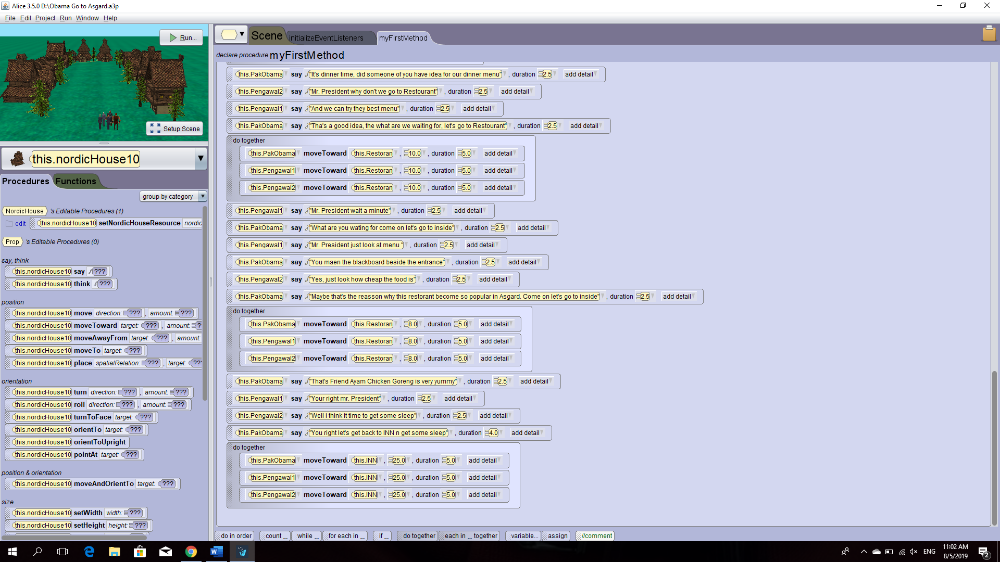 Alice 3.5.0 D:\Obama Go to Asgard.a3p
File Edit Project Run Window Help
Run...
Setup Scene
this.nordicHouse10
Procedures Functions
group by category
NordicHouse 's Editable Procedures (1)
edit this.nordicHouse10 setNordicHouseResource nordic
Prop 's Editable Procedures (0)
say, think
this.nordicHouse10 say ???
this.nordicHouse10 think ???
position
this.nordicHouse10 move direction: ??? , amount: ???
this.nordicHouse10 moveToward target: ??? , amount: ?
this.nordicHouse10 moveAwayFrom target: ??? , amount:
this.nordicHouse10 moveTo target: ???
this.nordicHouse10 place spatialRelation: ??? , target: ??
orientation
this.nordicHouse10 turn direction: ??? , amount: ???
this.nordicHouse10 roll direction: ??? , amount: ???
this.nordicHouse10 turnToFace target: ???
this.nordicHouse10 orientTo target: ???
this.nordicHouse10 orientToUpright
this.nordicHouse10 pointAt target: ???
position & orientation
this.nordicHouse10 moveAndOrientTo target: ???
size
this.nordicHouse10 setWidth width: ???
this.nordicHouse10 setHeight height: ???
Scene initializeEventListeners myFirstMethod
declare procedure myFirstMethod
this.PakObama say "It's dinner time, did someone of you have idea for our dinner menu" , duration 2.5 add detail
this.Pengawal2 say "Mr. President why don't we go to Restourant" , duration 2.5 add detail
this.Pengawal1 say "And we can try they best menu" , duration 2.5 add detail
this.PakObama say "Tha's a good idea, the what are we waiting for, let's go to Restourant" , duration 2.5 add detail
do together
this.PakObama moveToward this.Restoran , 10.0 , duration 5.0 add detail
this.Pengawal1 moveToward this.Restoran , 10.0 , duration 5.0 add detail
this.Pengawal2 moveToward this.Restoran , 10.0 , duration 5.0 add detail
this.Pengawal1 say "Mr. President wait a minute" , duration 2.5 add detail
this.PakObama say "What are you wating for come on let's go to inside" , duration 2.5 add detail
this.Pengawal1 say "Mr. President just look at menu " , duration 2.5 add detail
this.PakObama say "You maen the blackboard beside the entrance" , duration 2.5 add detail
this.Pengawal2 say "Yes, just look how cheap the food is" , duration 2.5 add detail
this.PakObama say "Maybe that's the reasson why this restorant become so popular in Asgard. Come on let's go to inside" , duration 2.5 add detail
do together
this.PakObama moveToward this.Restoran , 8.0 , duration 5.0 add detail
this.Pengawal1 moveToward this.Restoran , 8.0 , duration 5.0 add detail
this.Pengawal2 moveToward this.Restoran , 8.0 , duration 5.0 add detail
this.PakObama say "That's Friend Ayam Chicken Goreng is very yummy" , duration 2.5 add detail
this.Pengawal1 say "Your right mr. President" , duration 2.5 add detail
this.Pengawal2 say "Well i think it time to get some sleep" , duration 2.5 add detail
this.PakObama say "You right let's get back to INN n get some sleep" , duration 4.0 add detail
do together
this.PakObama moveToward this.INN , 25.0 , duration 5.0 add detail
this.Pengawal1 moveToward this.INN , 25.0 , duration 5.0 add detail
this.Pengawal2 moveToward this.INN , 25.0 , duration 5.0 add detail
do in order count _ while _ for each in _ if _ do together each in _ together variable... assign //comment
ENG
11:02 AM
8/5/2019
2